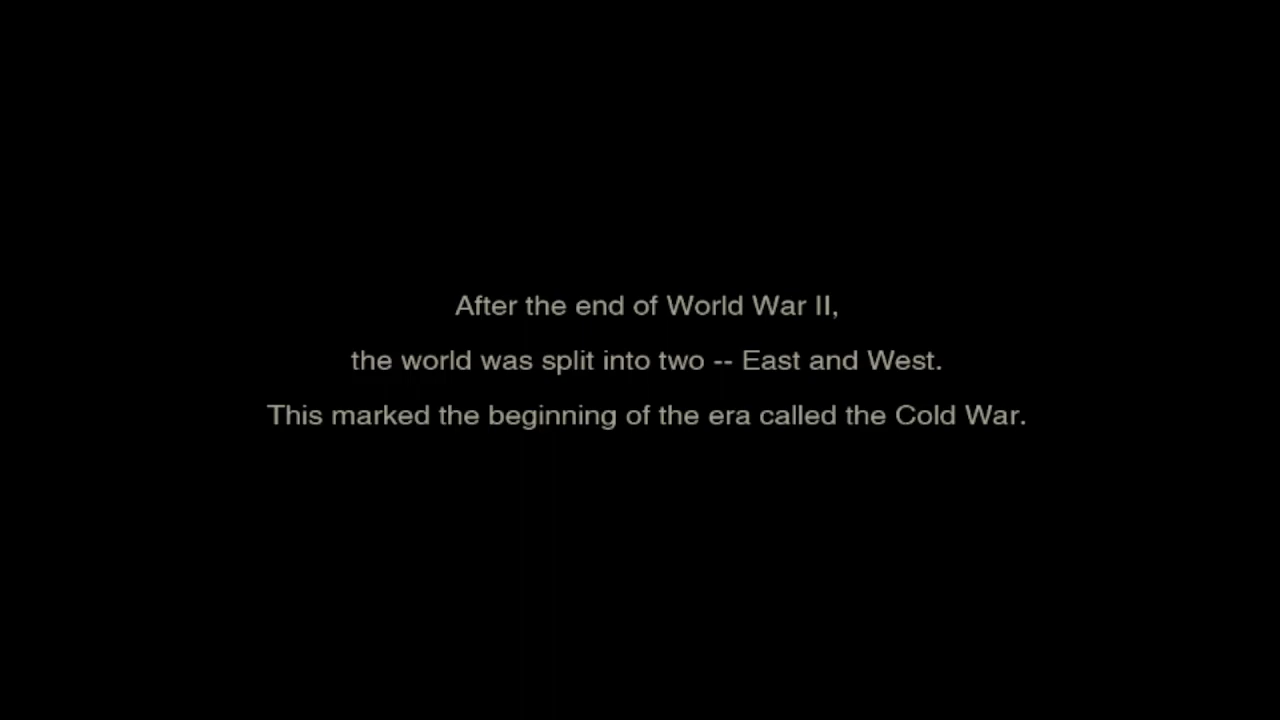 After the end of World War II,
the world was split into two -- East and West.
This marked the beginning of the era called the Cold War.